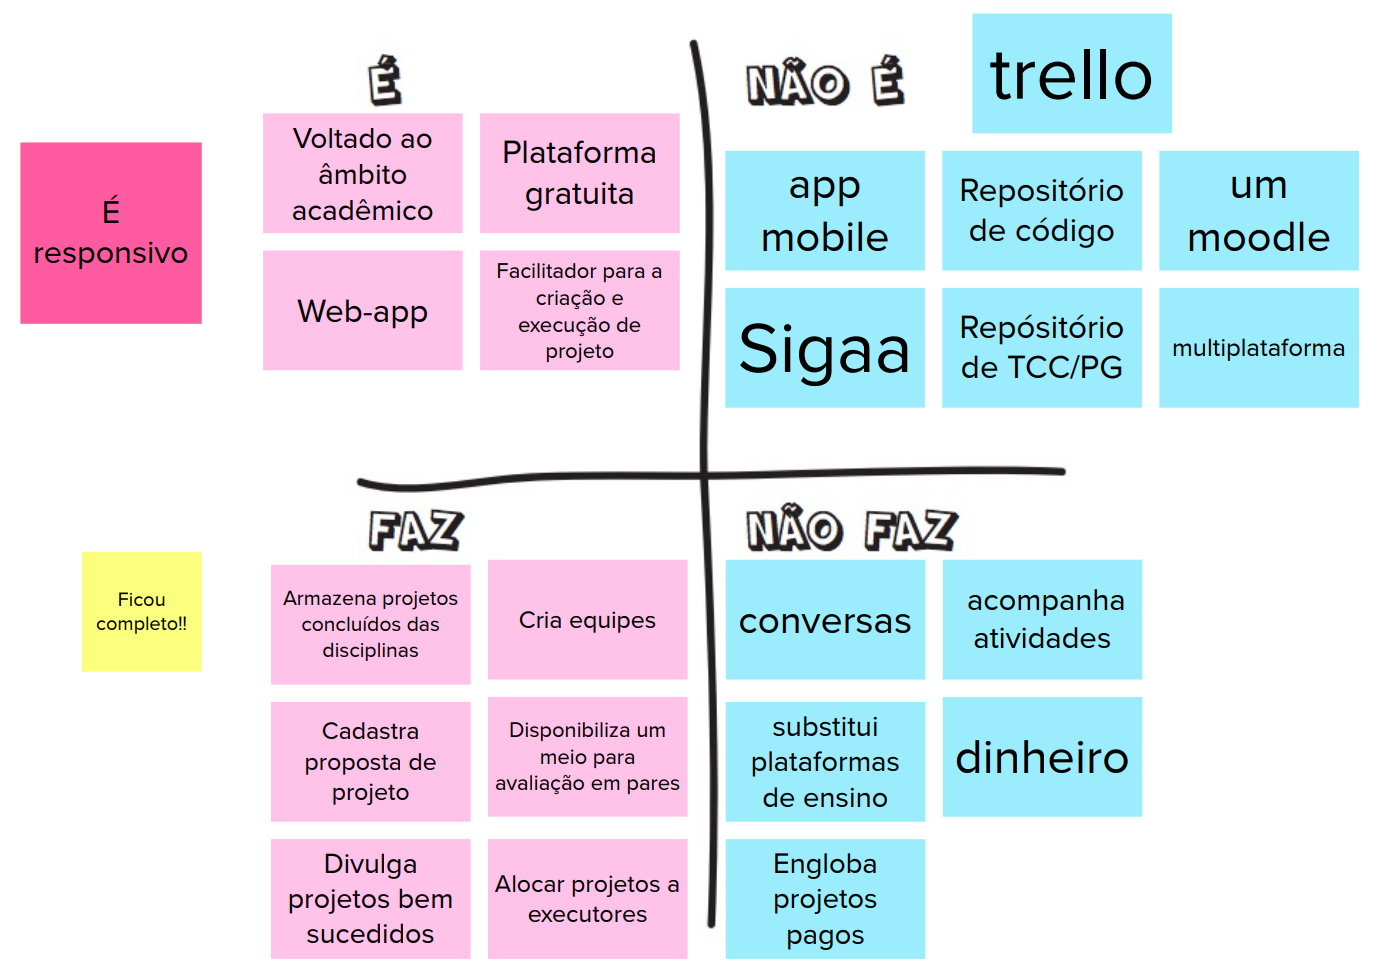 É
Voltado ao
âmbito
acadêmico
Plataforma
gratuita
É
responsivo
Web-app
Facilitador para a
criação e
execução de
projeto
NÃO É
trello
app
mobile
Repositório
de código
um
moodle
Sigaa
Repósitório
de TCC/PG
multiplataforma
FAZ
Armazena projetos
concluídos das
disciplinas
Cria equipes
Ficou
completo!!
Cadastra
proposta de
projeto
Disponibiliza um
meio para
avaliação em pares
Divulga
projetos bem
sucedidos
Alocar projetos a
executores
NÃO FAZ
conversas
acompanha
atividades
substitui
plataformas
de ensino
dinheiro
Engloba
projetos
pagos